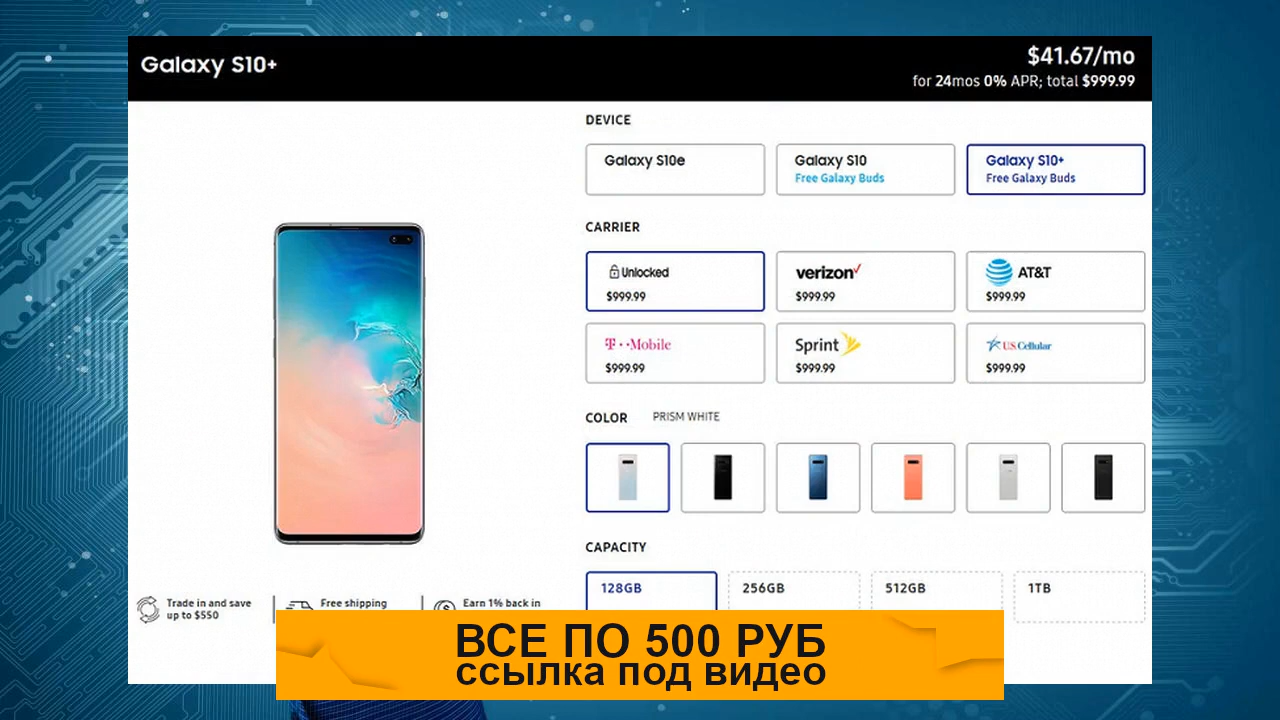 Galaxy S10+
$41.67/mo
for 24mos 0% APR; total $999.99
DEVICE
Galaxy S10e
Galaxy S10
Free Galaxy Buds
Galaxy S10+
Free Galaxy Buds
CARRIER
Unlocked
$999.99
verizon
$999.99
AT&T
$999.99
T··Mobile
$999.99
Sprint
$999.99
U.S. Cellular
$999.99
COLOR PRISM WHITE
CAPACITY
128GB
256GB
512GB
1TB
Trade in and save
up to $550
Free shipping
Earn 1% back in
ВСЕ ПО 500 РУБ
ссылка под видео